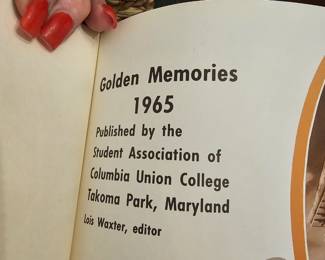 Golden Memories
1965
Published by the
Student Association of
Columbia Union College
Takoma Park, Maryland
Lois Waxter, editor